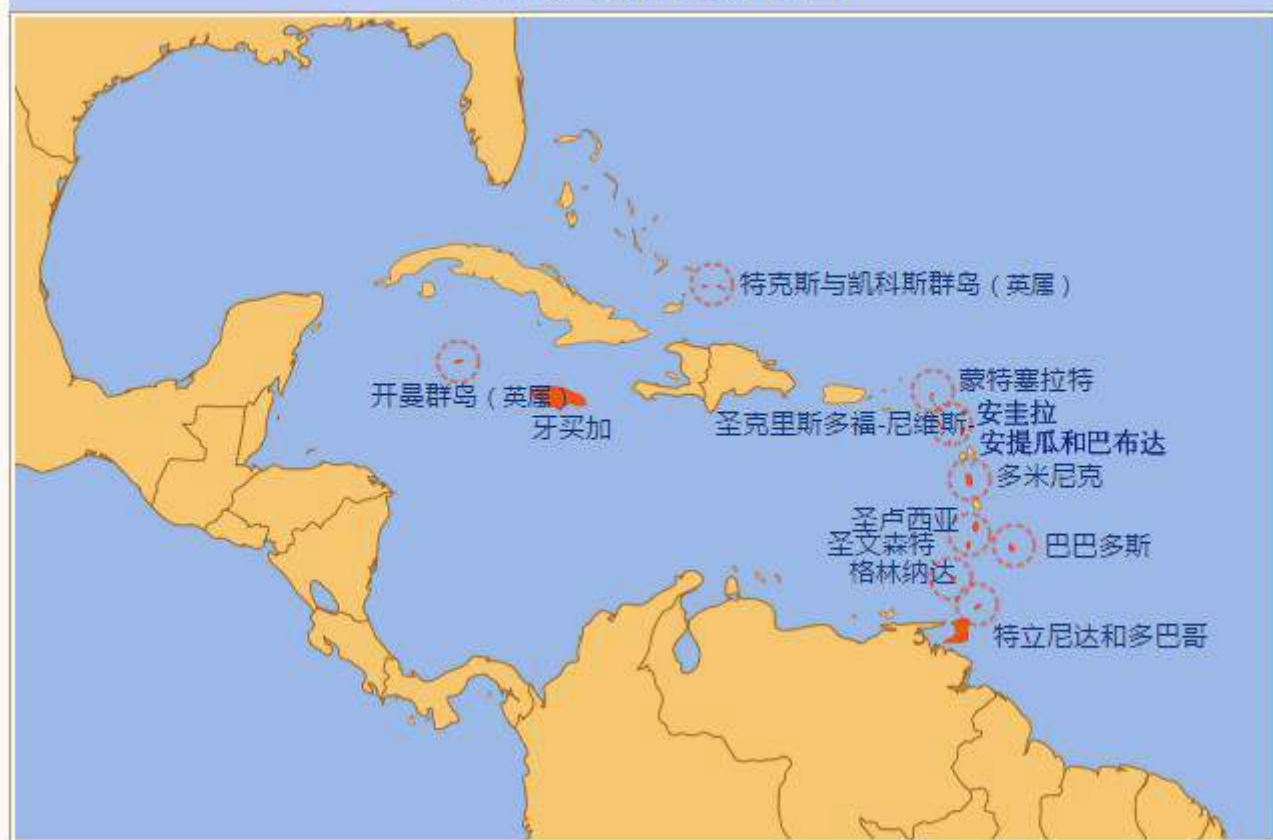 特克斯与凯科斯群岛（英属）
蒙特塞拉特
开曼群岛（英属）
圣克里斯多福-尼维斯-
安圭拉
牙买加
安提瓜和巴布达
多米尼克
圣卢西亚
圣文森特
巴巴多斯
格林纳达
特立尼达和多巴哥